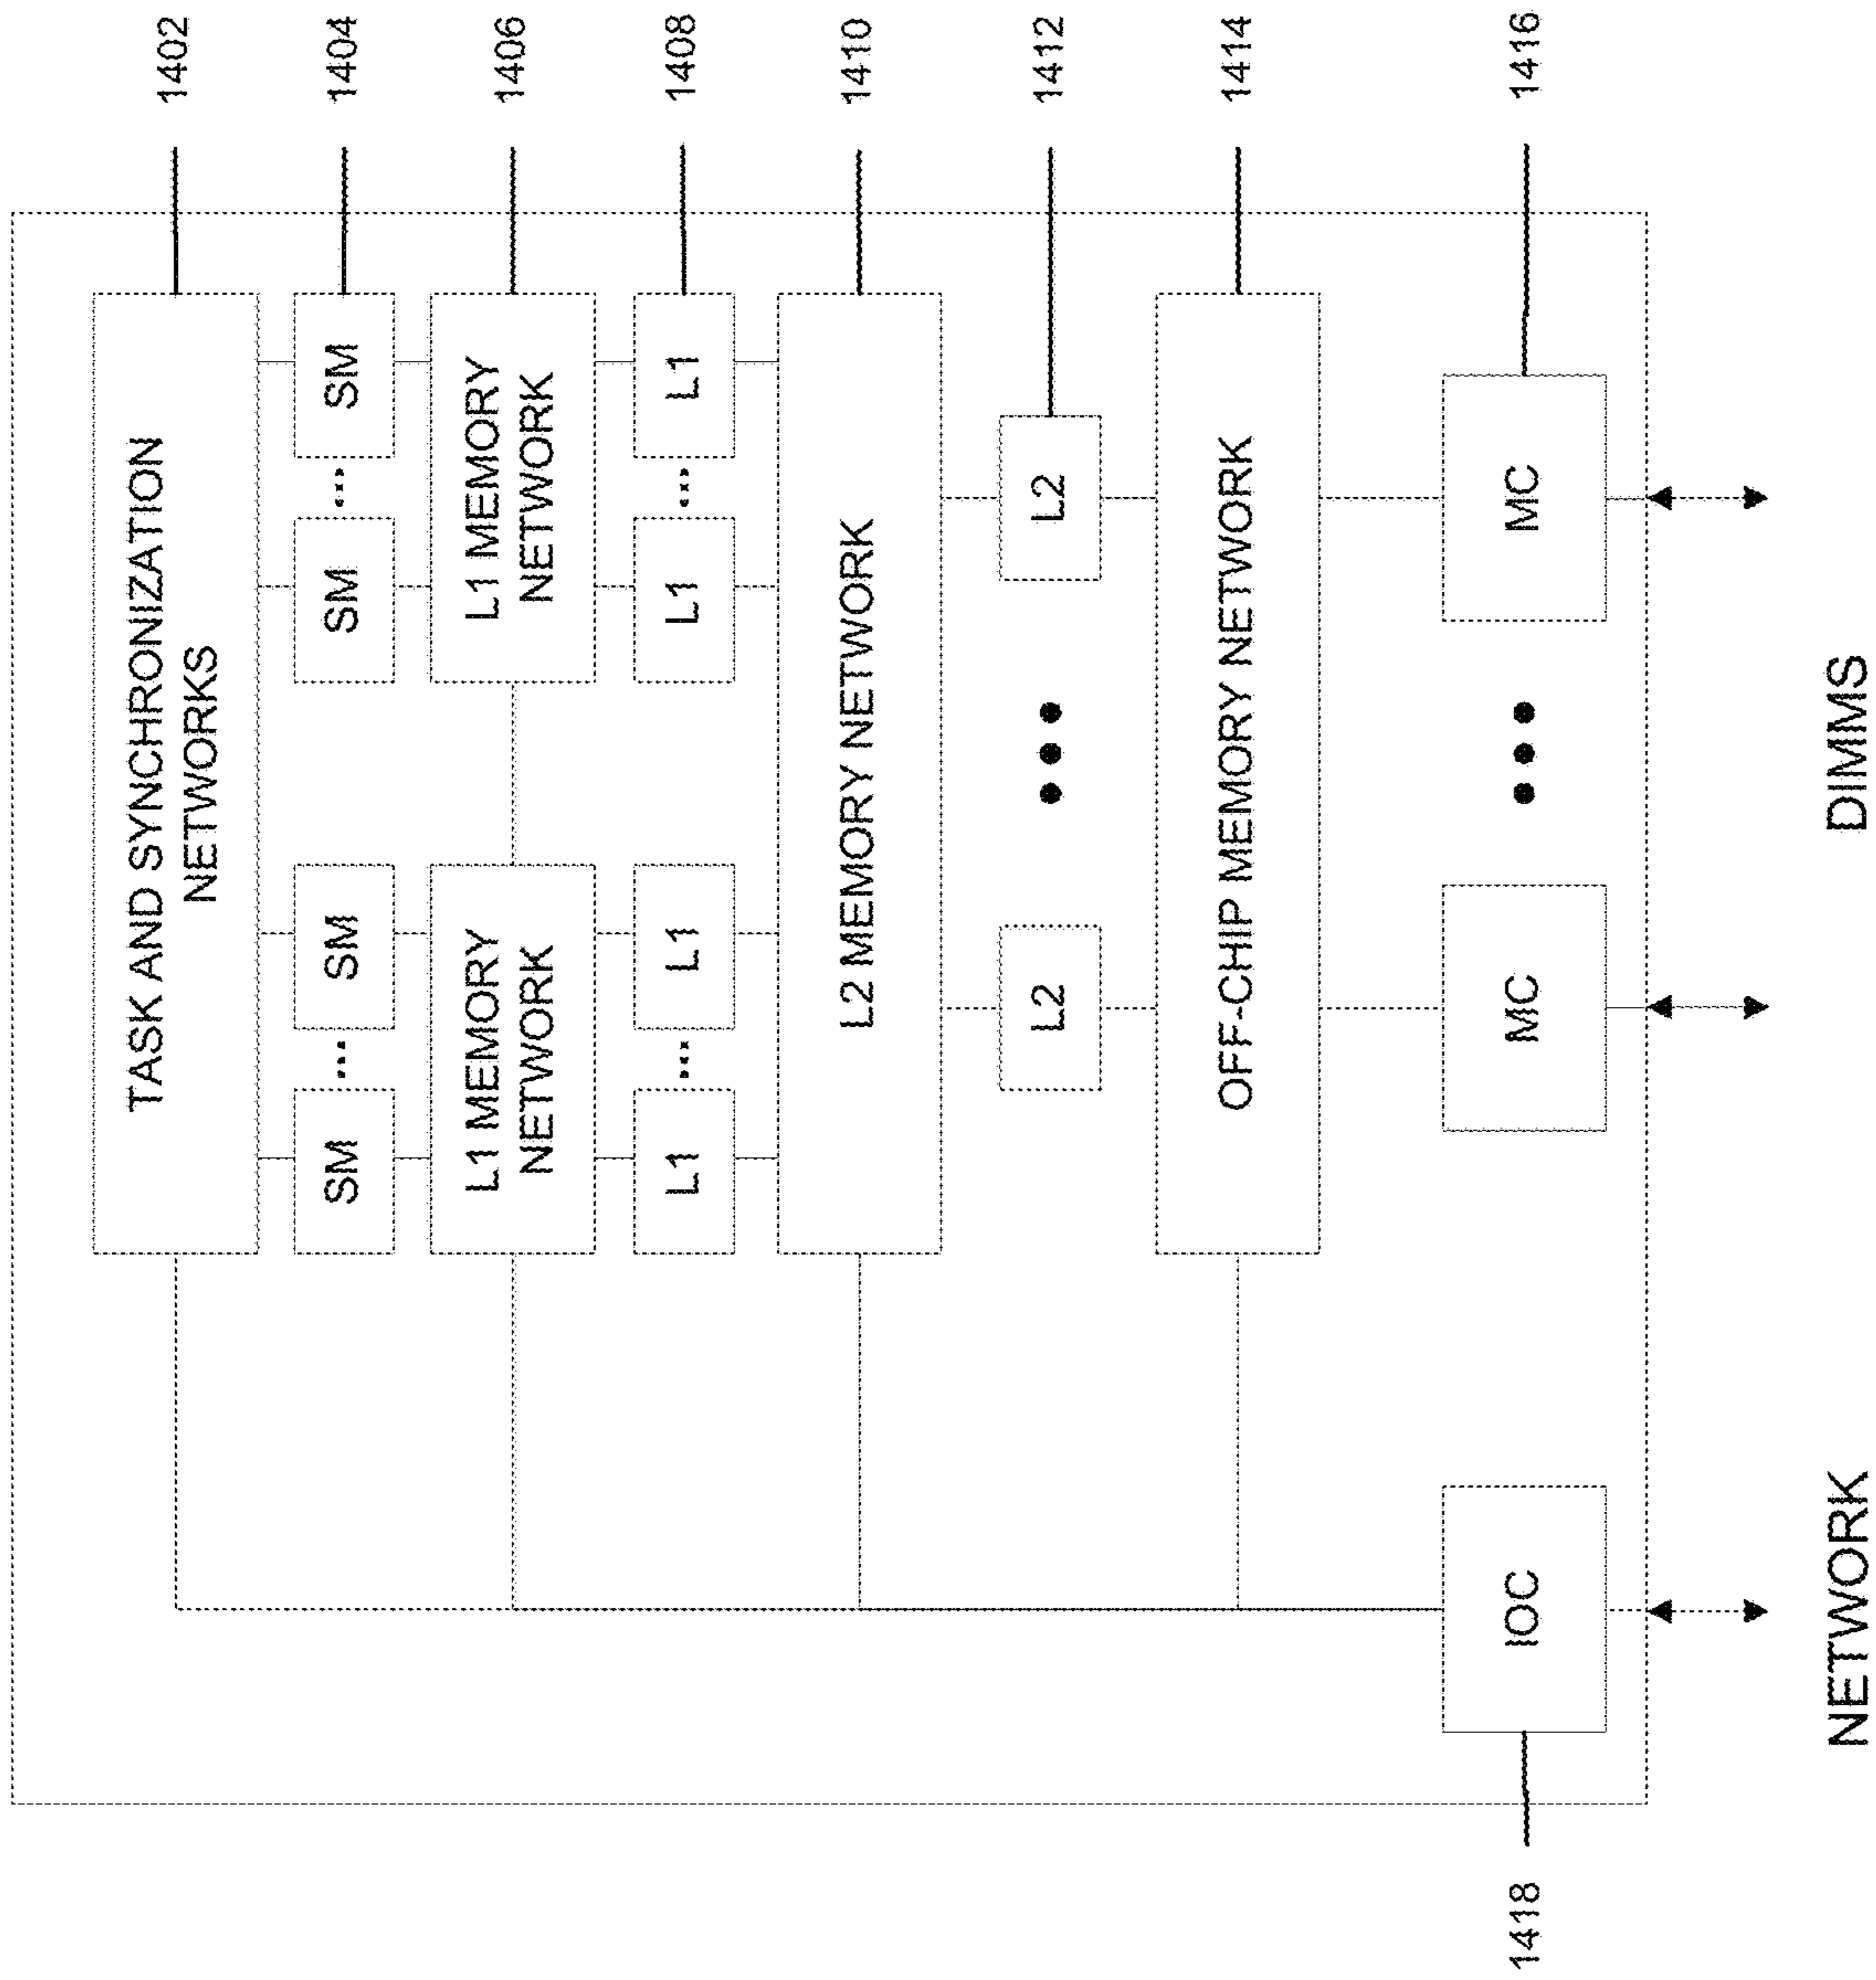 TASK AND SYNCHRONIZATION
NETWORKS
1402
SM
...
SM
SM
...
SM
1404
L1 MEMORY
NETWORK
L1 MEMORY
NETWORK
1406
L1
...
L1
L1
...
L1
1408
L2 MEMORY NETWORK
1410
L2
L2
1412
OFF-CHIP MEMORY NETWORK
1414
1418
IOC
MC
MC
1416
NETWORK
DIMMS